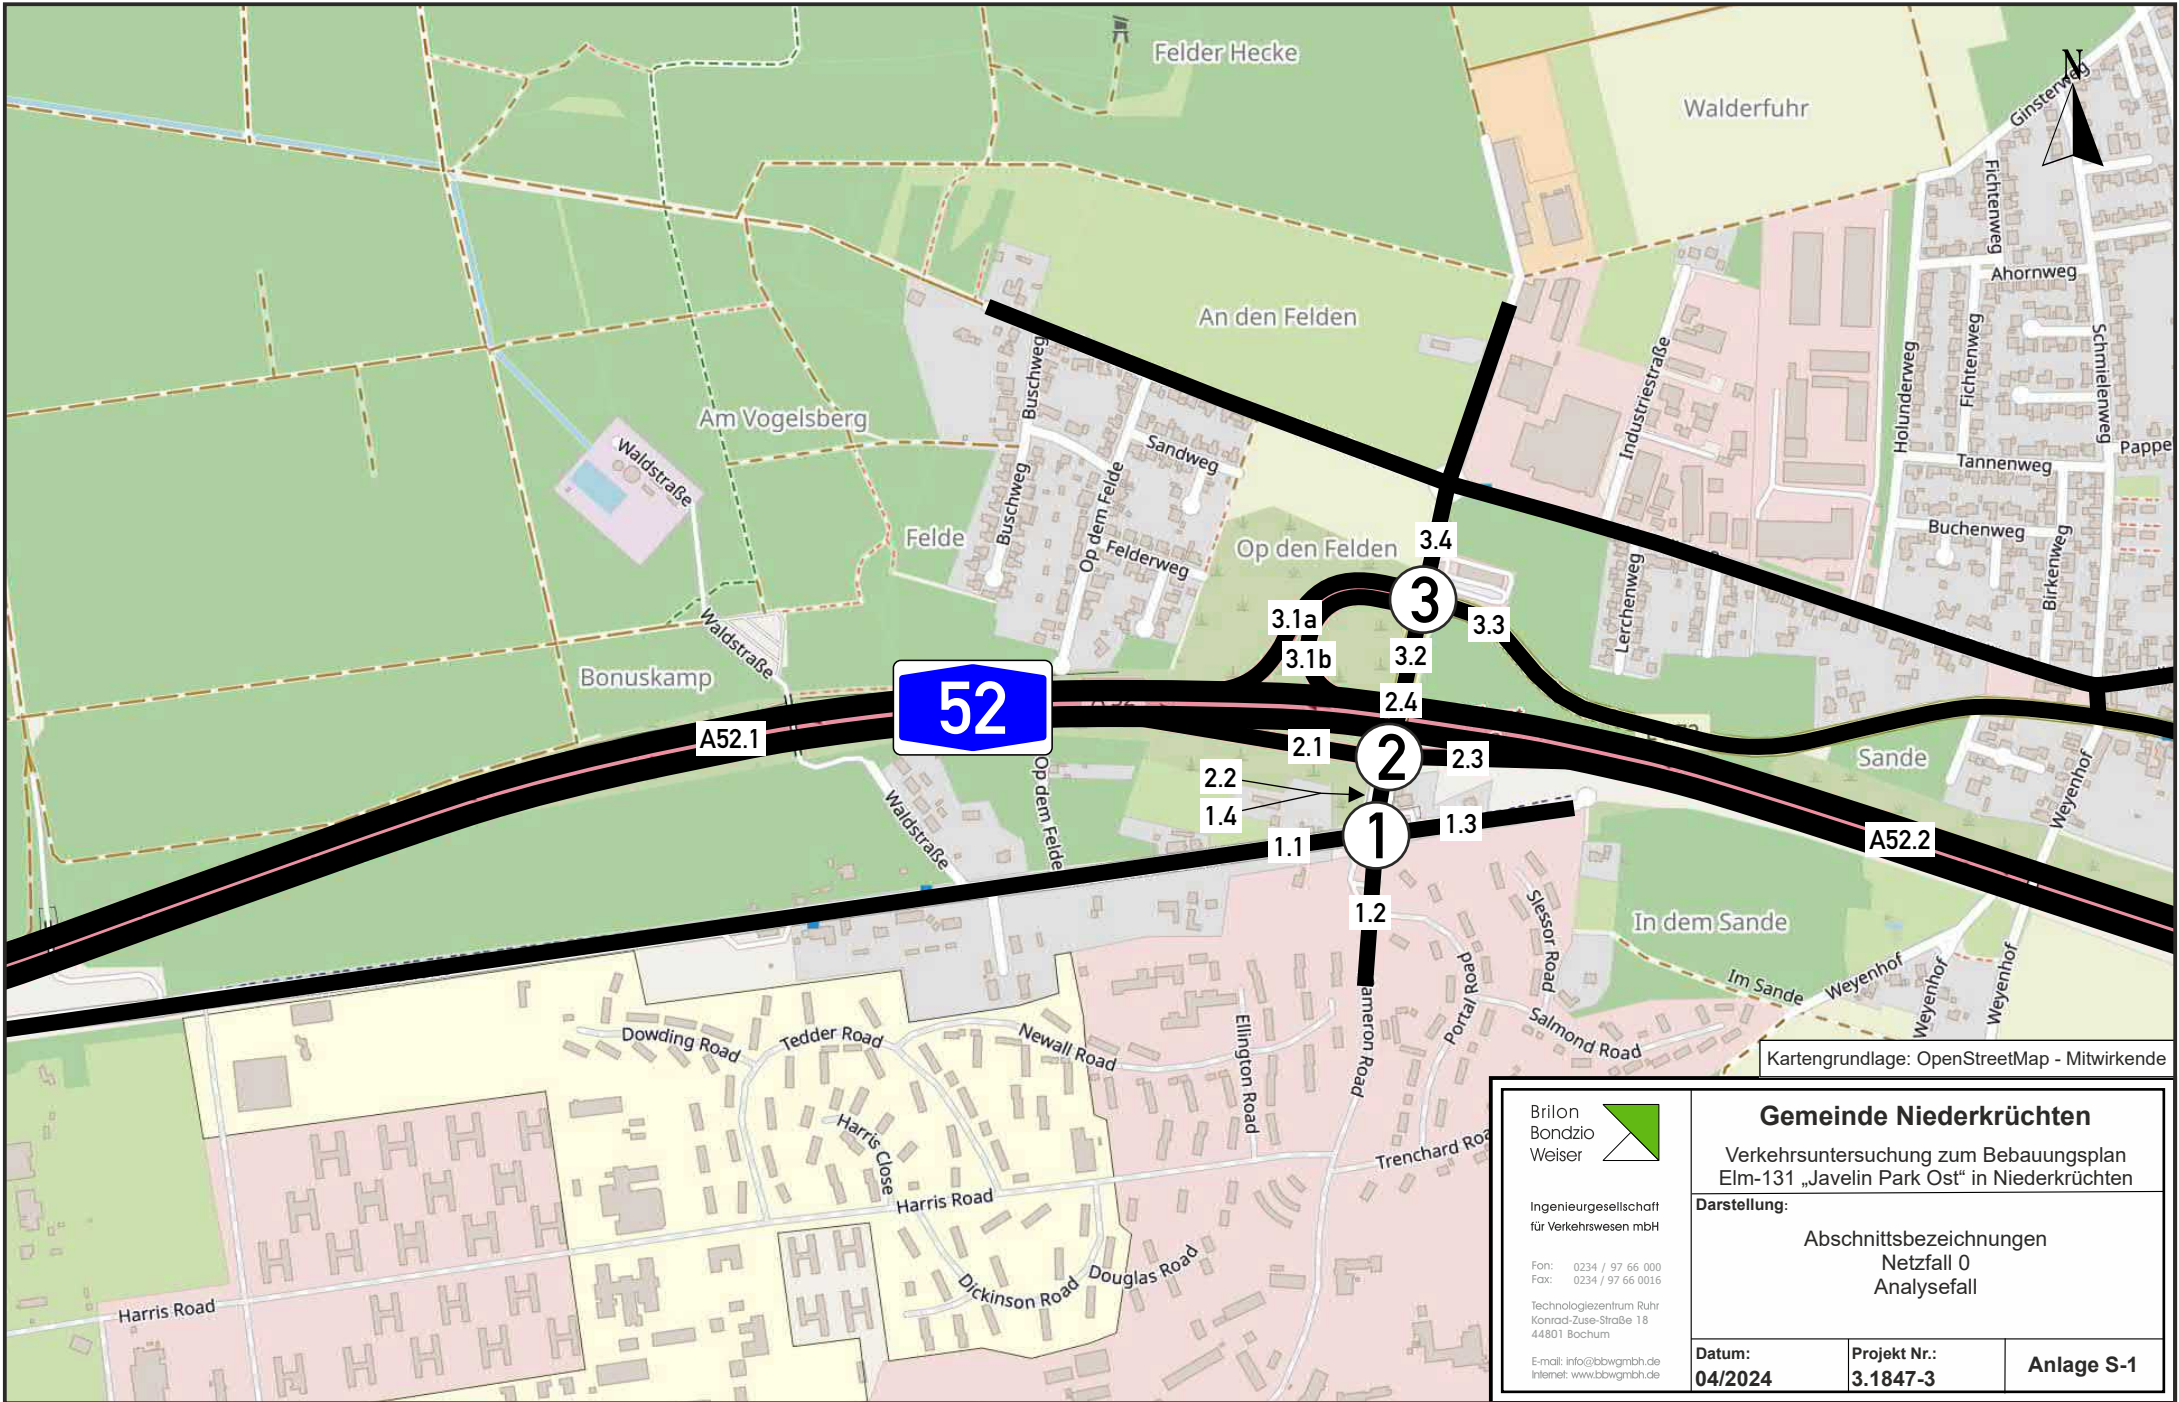 Felder Hecke
Walderfuhr
N
Ginsterweg
Fichtenweg
Ahornweg
An den Felden
Buschweg
Industriestraße
Holunderweg
Fichtenweg
Schmielenweg
Am Vogelsberg
Waldstraße
Sandweg
Tannenweg
Pappe
Buschweg
Op dem Felde
Felde
Felderweg
Op den Felden
3.4
Buchenweg
Birkenweg
Lerchenweg
3
3.1a
3.3
3.1b
3.2
Waldstraße
Bonuskamp
52
2.4
A52.1
2.1
2
2.3
Sande
2.2
1.4
Op dem Felde
Waldstraße
1.1
1
1.3
A52.2
Weyenhof
1.2
Slessor Road
In dem Sande
Portal Road
Im Sande
Weyenhof
Weyenhof
Weyenhof
Dowding Road
Tedder Road
Newall Road
Ellington Road
ameron Road
Salmond Road
Kartengrundlage: OpenStreetMap - Mitwirkende
Harris Close
Trenchard Roa
Harris Road
Douglas Road
Dickinson Road
Harris Road
Brilon
Bondzio
Weiser
Ingenieurgesellschaft
für Verkehrswesen mbH
Fon: 0234 / 97 66 000
Fax: 0234 / 97 66 0016
Technologiezentrum Ruhr
Konrad-Zuse-Straße 18
44801 Bochum
E-mail: info@bbwgmbh.de
Internet: www.bbwgmbh.de
Gemeinde Niederkrüchten
Verkehrsuntersuchung zum Bebauungsplan
Elm-131 „Javelin Park Ost“ in Niederkrüchten
Darstellung:
Abschnittsbezeichnungen
Netzfall 0
Analysefall
Datum:
04/2024
Projekt Nr.:
3.1847-3
Anlage S-1